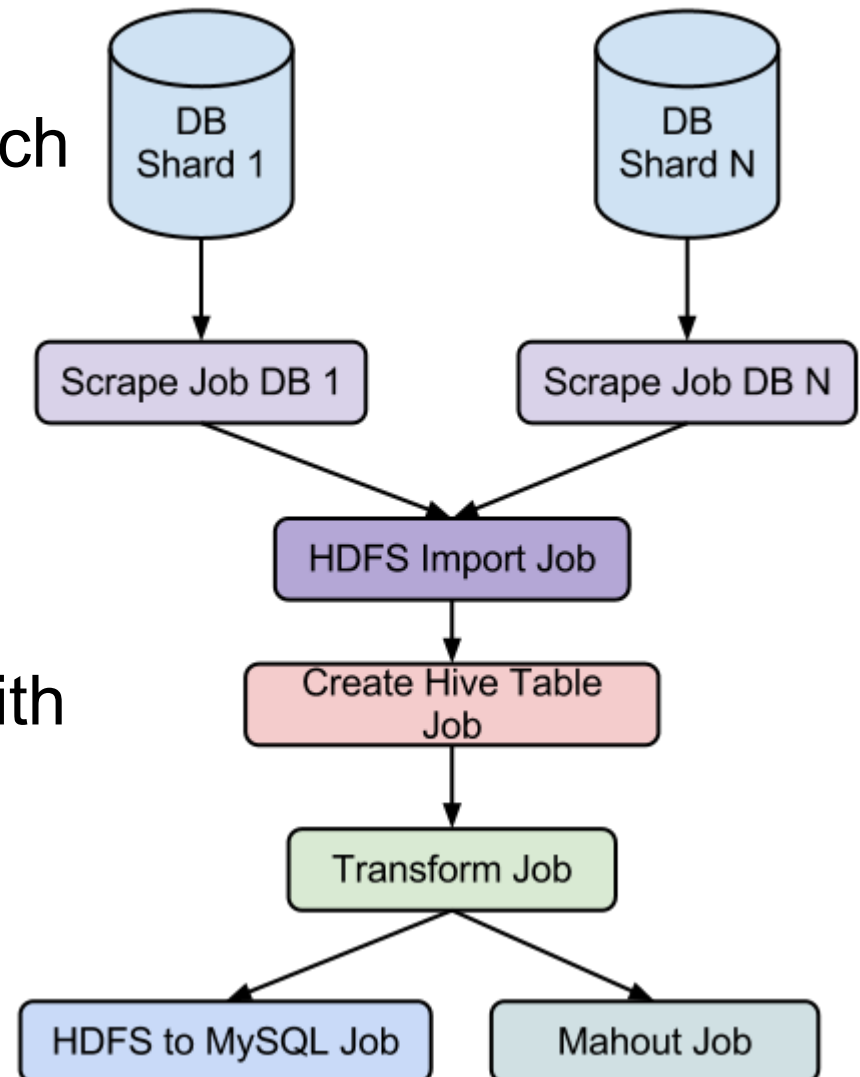 DB
Shard 1
DB
Shard N
ch
Scrape Job DB 1
Scrape Job DB N
HDFS Import Job
Create Hive Table
Job
ith
Transform Job
HDFS to MySQL Job
Mahout Job